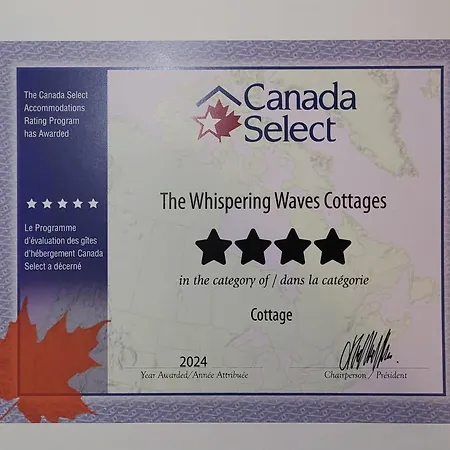 The Canada Select
Accommodations
Rating Program
has Awarded
Le Programme
d'évaluation des gîtes
d'hébergement Canada
Select a décerné
Canada
Select
The Whispering Waves Cottages
in the category of / dans la catégorie
Cottage
2024
Year Awarded/Année Attribuée
Chairperson / Président